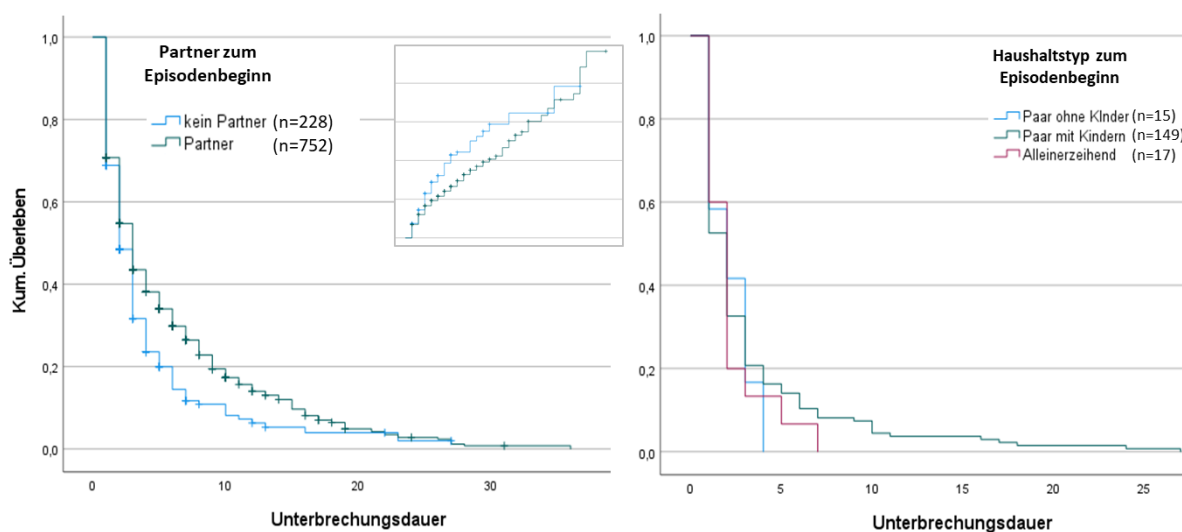 Partner zum
Episodenbeginn
kein Partner (n=228)
Partner (n=752)
Kum. Überleben
1,0
0,8
0,6
0,4
0,2
0,0
0
10
20
30
Unterbrechungsdauer
Haushaltstyp zum
Episodenbeginn
Paar ohne KInder (n=15)
Paar mit Kindern (n=149)
Alleinerzeihend (n=17)
1,0
0,8
0,6
0,4
0,2
0,0
0
5
10
15
20
25
Unterbrechungsdauer